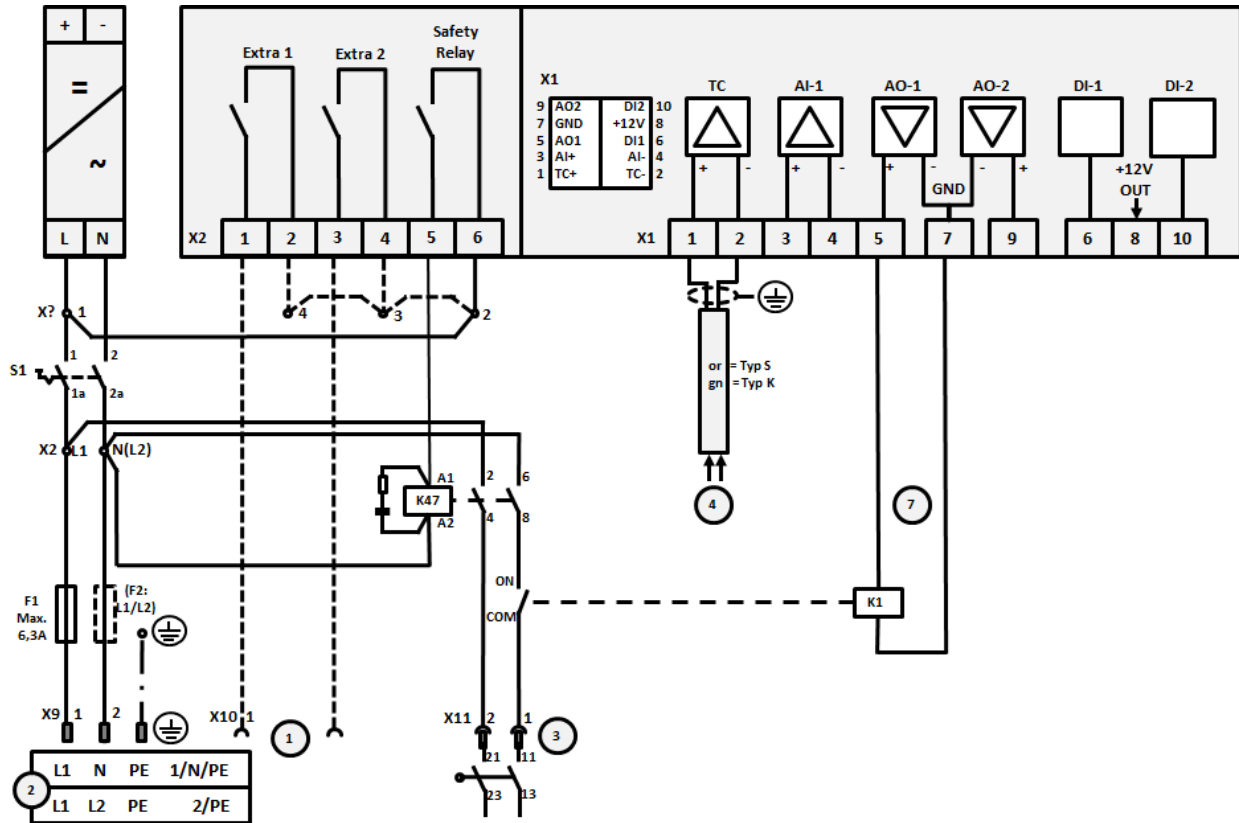 + -
= ~
L N
Extra 1 Extra 2 Safety Relay
X2 1 2 3 4 5 6
X1
9 AO2 DI2 10
7 GND +12V 8
5 AO1 DI1 6
3 AI+ AI- 4
1 TC+ TC- 2
TC AI-1 AO-1 AO-2 DI-1 DI-2
+ - + - + - - +
GND
+12V
OUT
X1 1 2 3 4 5 7 9 6 8 10
X? 1 4 3 2
1 2
S1
1a 2a
or = Typ S
gn = Typ K
X2 L1 N(L2)
A1 2 6
K47
A2 4 8
4 7
F1
Max.
6,3A
(F2:
L1/L2)
ON
COM
K1
X9 1 2
X10 1
1
X11 2 1
3
21 11
23 13
2
L1 N PE 1/N/PE
L1 L2 PE 2/PE